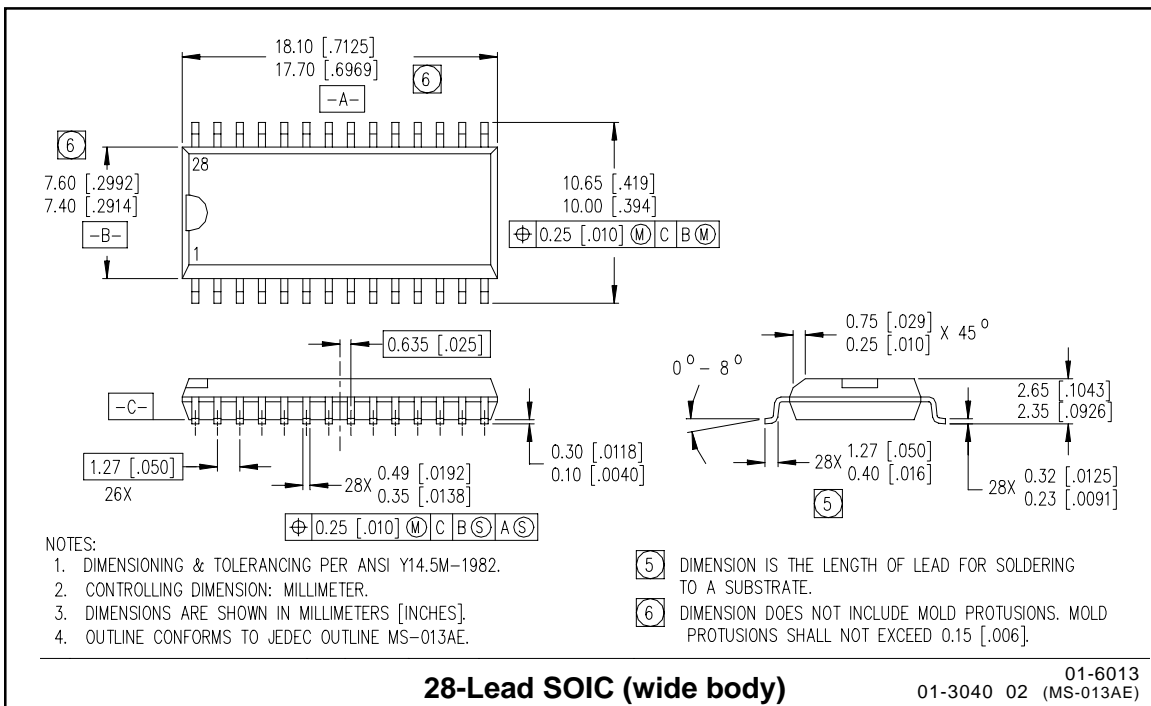 18.10 [.7125]
17.70 [.6969]
6
-A-
6
28
7.60 [.2992]
7.40 [.2914]
-B-
1
10.65 [.419]
10.00 [.394]
⌖ 0.25 [.010] Ⓜ C B Ⓜ
0.635 [.025]
-C-
1.27 [.050]
26X
28X 0.49 [.0192]
0.35 [.0138]
0.30 [.0118]
0.10 [.0040]
⌖ 0.25 [.010] Ⓜ C B Ⓢ A Ⓢ
0.75 [.029]
0.25 [.010] X 45°
0° – 8°
2.65 [.1043]
2.35 [.0926]
28X 1.27 [.050]
0.40 [.016]
5
28X 0.32 [.0125]
0.23 [.0091]
NOTES:
1. DIMENSIONING & TOLERANCING PER ANSI Y14.5M–1982.
2. CONTROLLING DIMENSION: MILLIMETER.
3. DIMENSIONS ARE SHOWN IN MILLIMETERS [INCHES].
4. OUTLINE CONFORMS TO JEDEC OUTLINE MS–013AE.
5 DIMENSION IS THE LENGTH OF LEAD FOR SOLDERING
TO A SUBSTRATE.
6 DIMENSION DOES NOT INCLUDE MOLD PROTUSIONS. MOLD
PROTUSIONS SHALL NOT EXCEED 0.15 [.006].
28-Lead SOIC (wide body)
01-6013
01-3040 02 (MS-013AE)